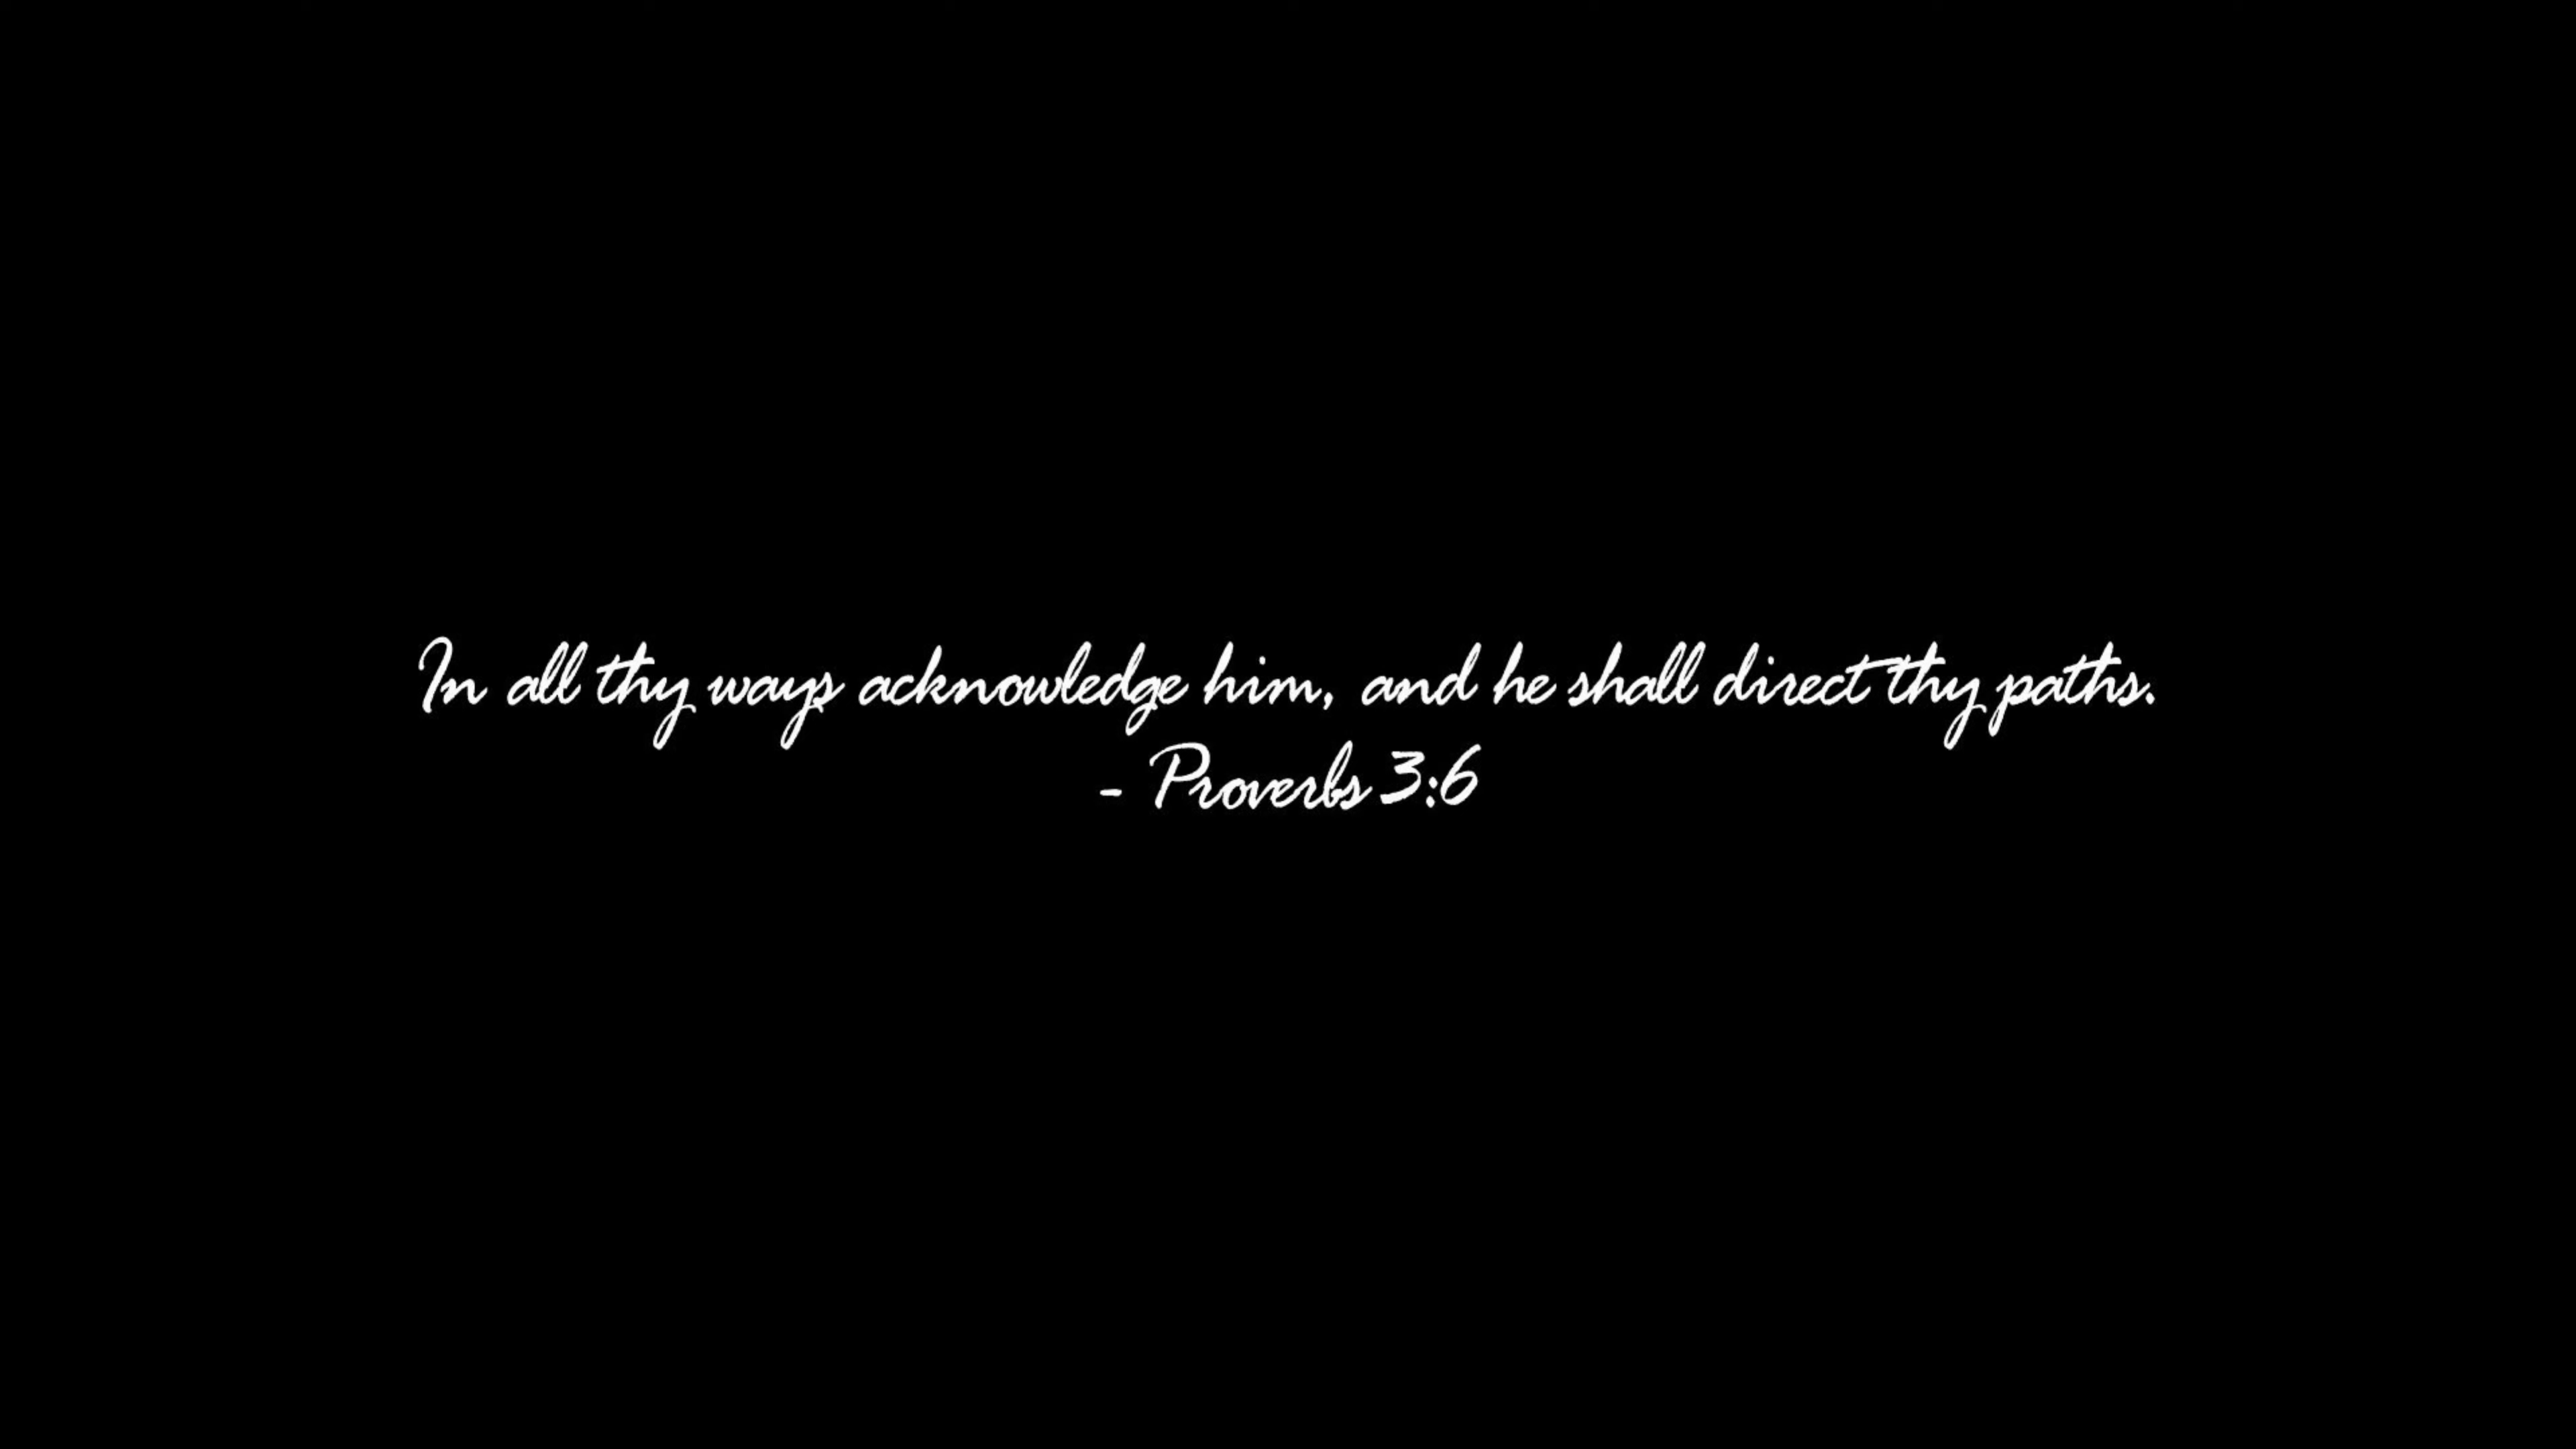 In all thy ways acknowledge him, and he shall direct thy paths.
- Proverbs 3:6